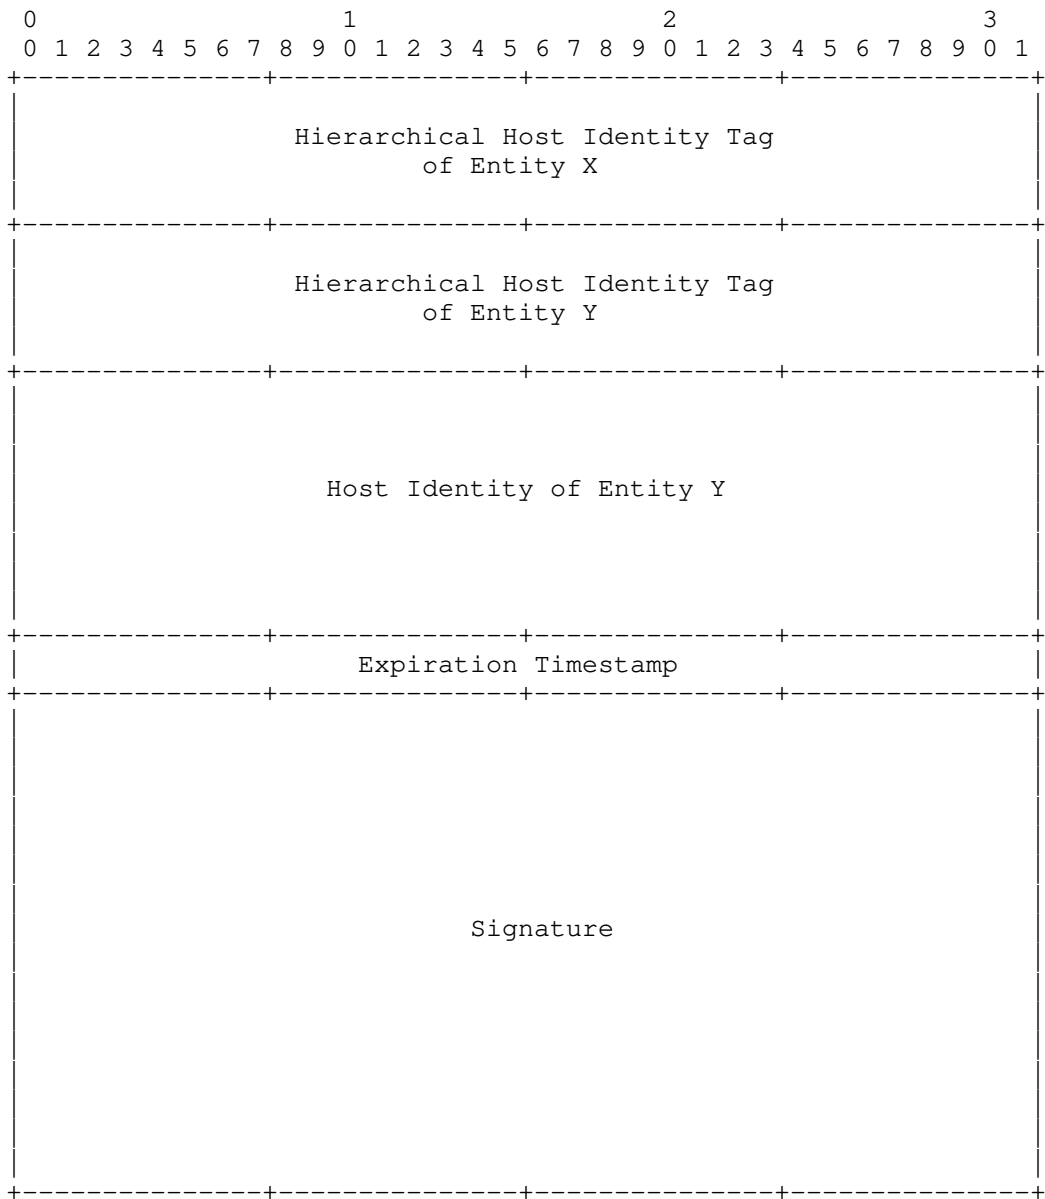 0 1 2 3
0 1 2 3 4 5 6 7 8 9 0 1 2 3 4 5 6 7 8 9 0 1 2 3 4 5 6 7 8 9 0 1
Hierarchical Host Identity Tag
of Entity X
Hierarchical Host Identity Tag
of Entity Y
Host Identity of Entity Y
Expiration Timestamp
Signature